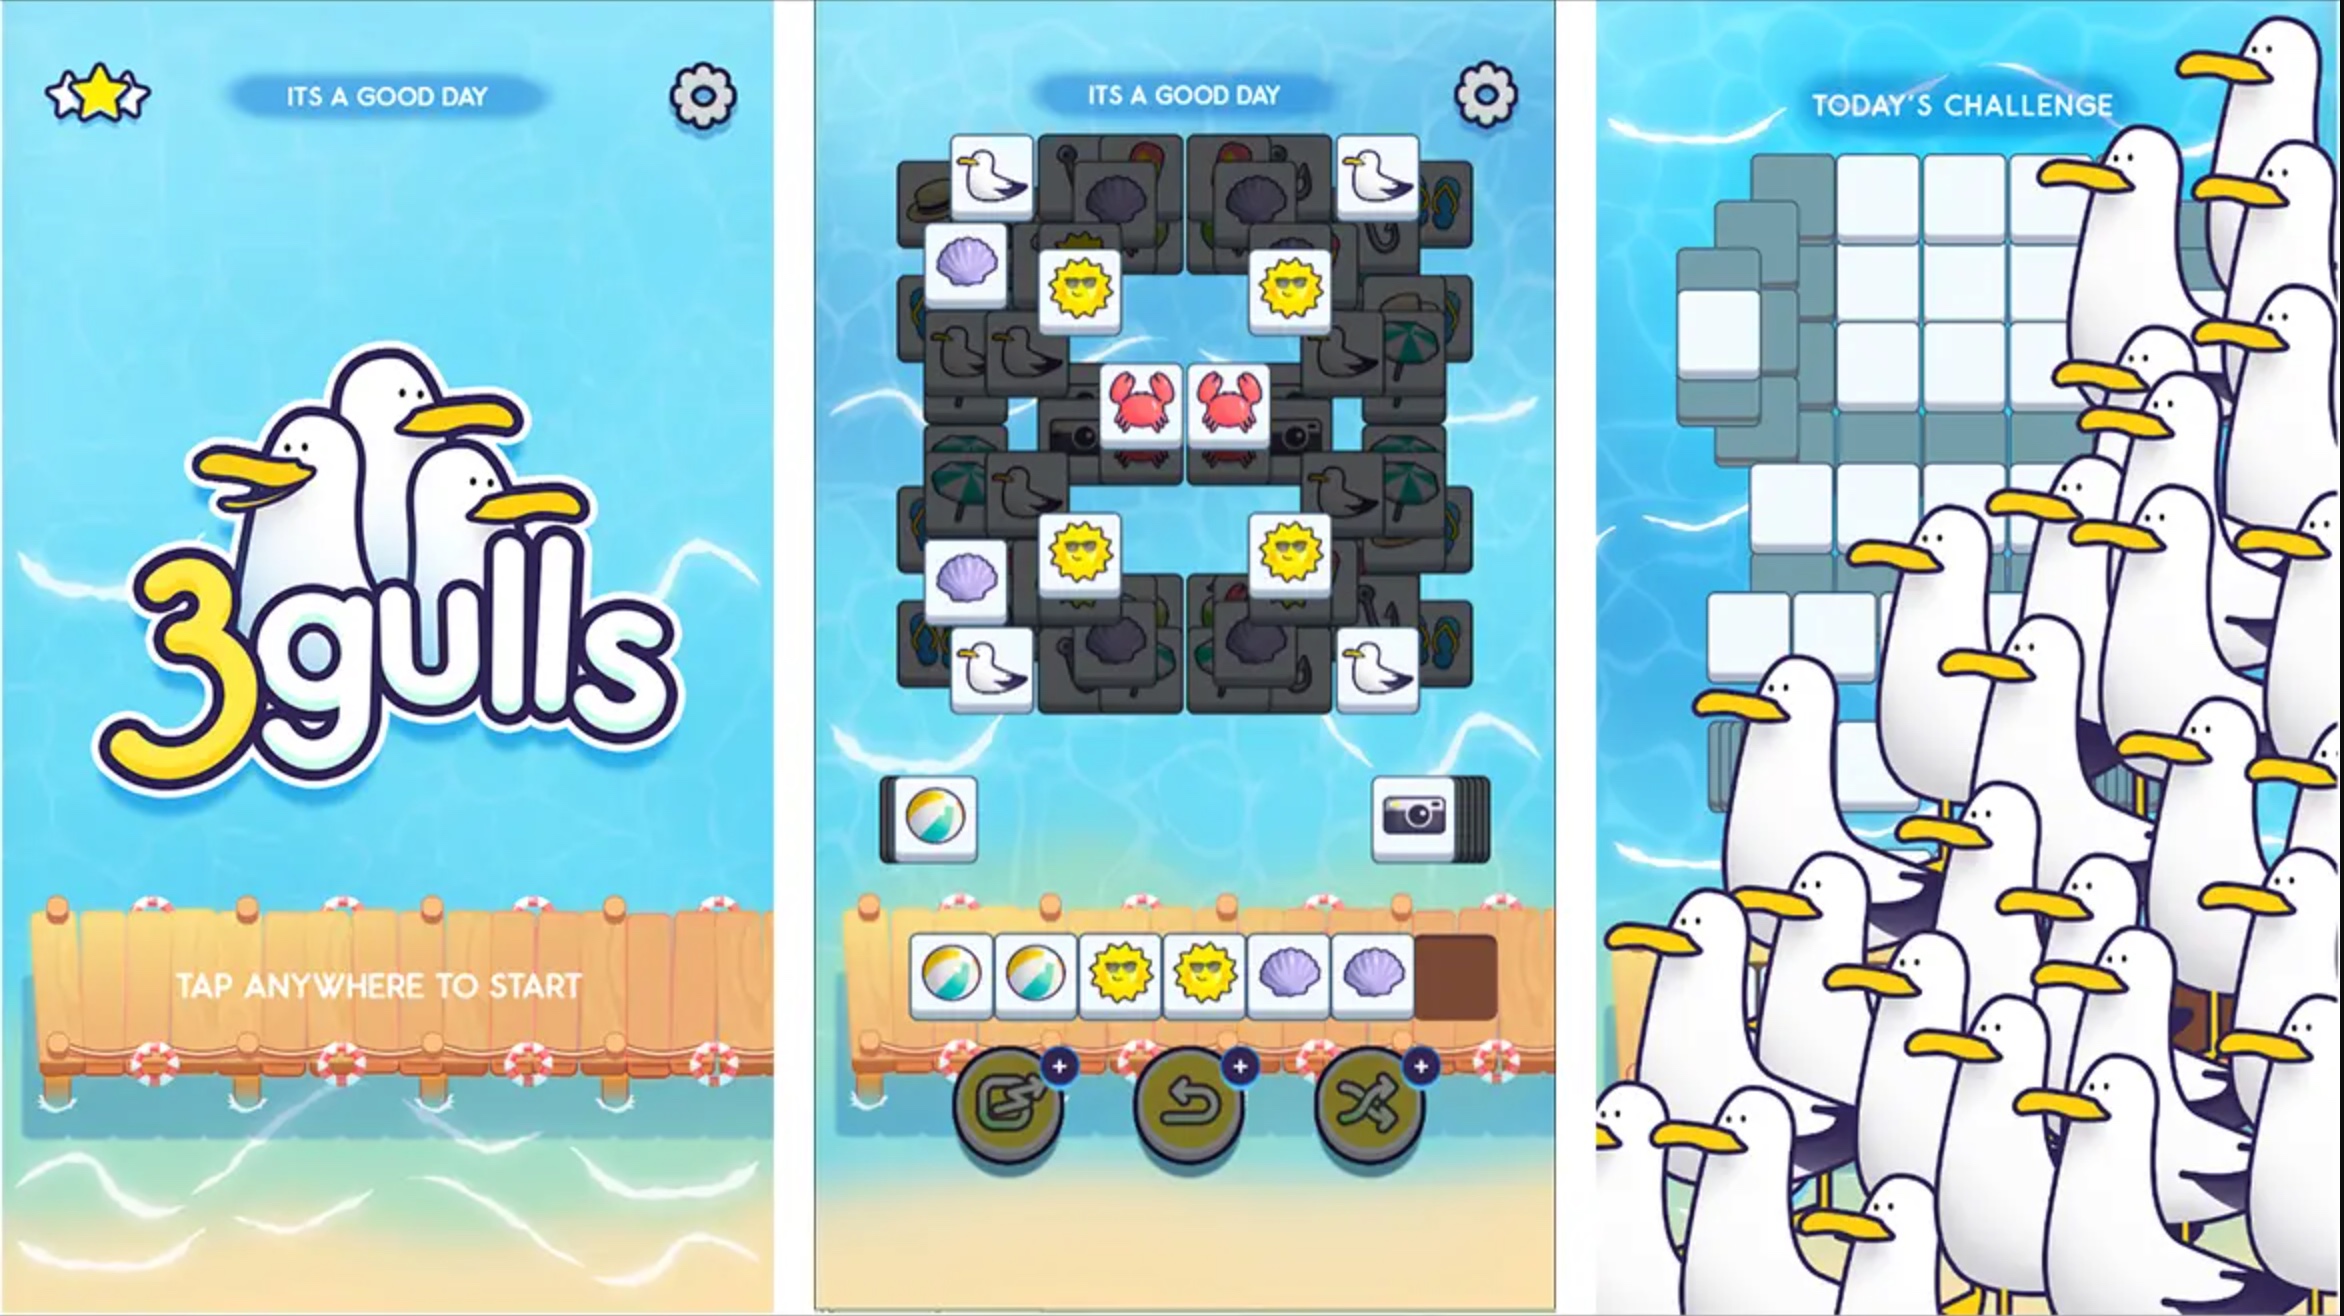 ITS A GOOD DAY
3gulls
TAP ANYWHERE TO START
ITS A GOOD DAY
TODAY'S CHALLENGE